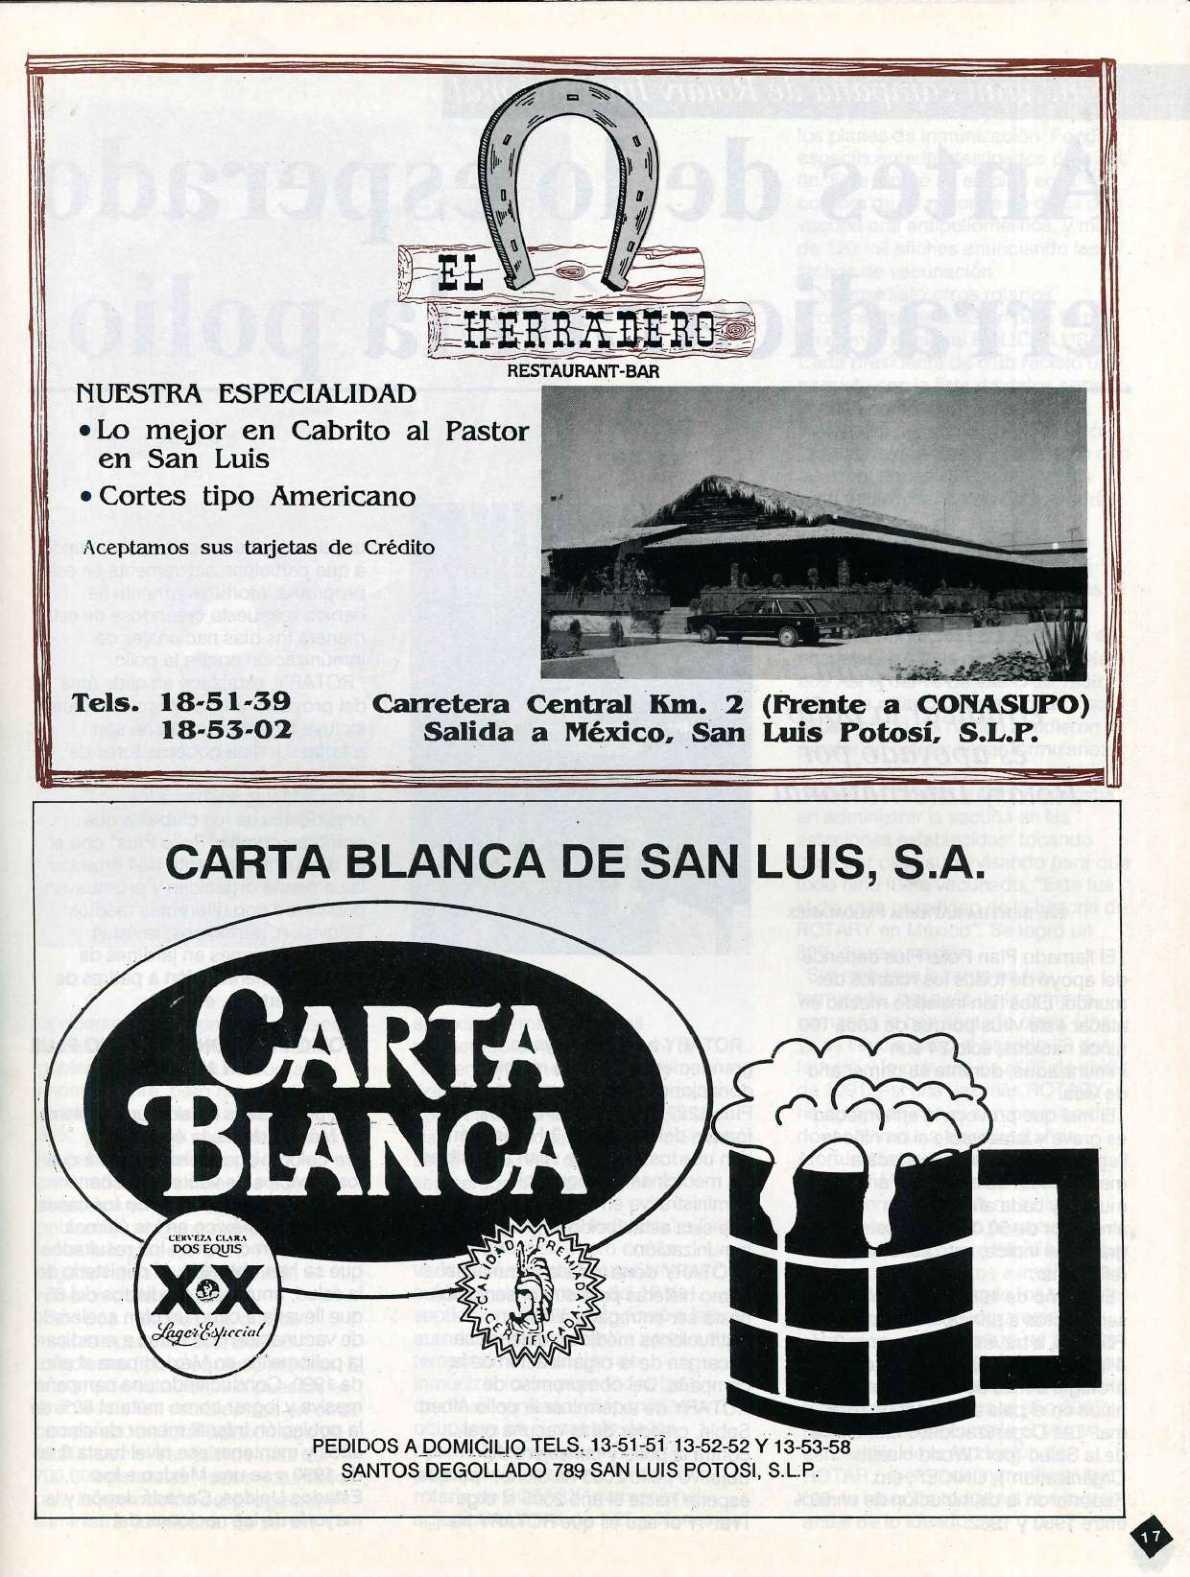 EL
HERRADERO
RESTAURANT-BAR
NUESTRA ESPECIALIDAD
• Lo mejor en Cabrito al Pastor
en San Luis
• Cortes tipo Americano
Aceptamos sus tarjetas de Crédito
Tels. 18-51-39
18-53-02
Carretera Central Km. 2 (Frente a CONASUPO)
Salida a México, San Luis Potosí, S.L.P.
CARTA BLANCA DE SAN LUIS, S.A.
CARTA
BLANCA
CERVEZA CLARA
DOS EQUIS
XX
Lager Especial
CALIDAD PREMIADA
CERTIFICADA
PEDIDOS A DOMICILIO TELS. 13-51-51 13-52-52 Y 13-53-58
SANTOS DEGOLLADO 789 SAN LUIS POTOSI, S.L.P.
17